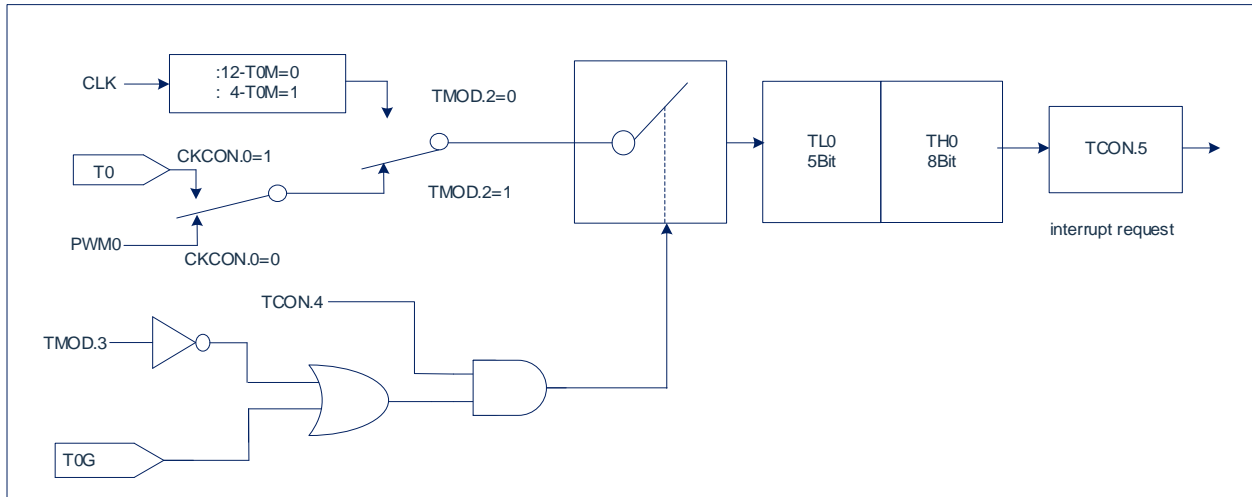 CLK
:12-T0M=0
: 4-T0M=1
TMOD.2=0
T0
CKCON.0=1
TMOD.2=1
PWM0
CKCON.0=0
TL0
5Bit
TH0
8Bit
TCON.5
interrupt request
TCON.4
TMOD.3
T0G